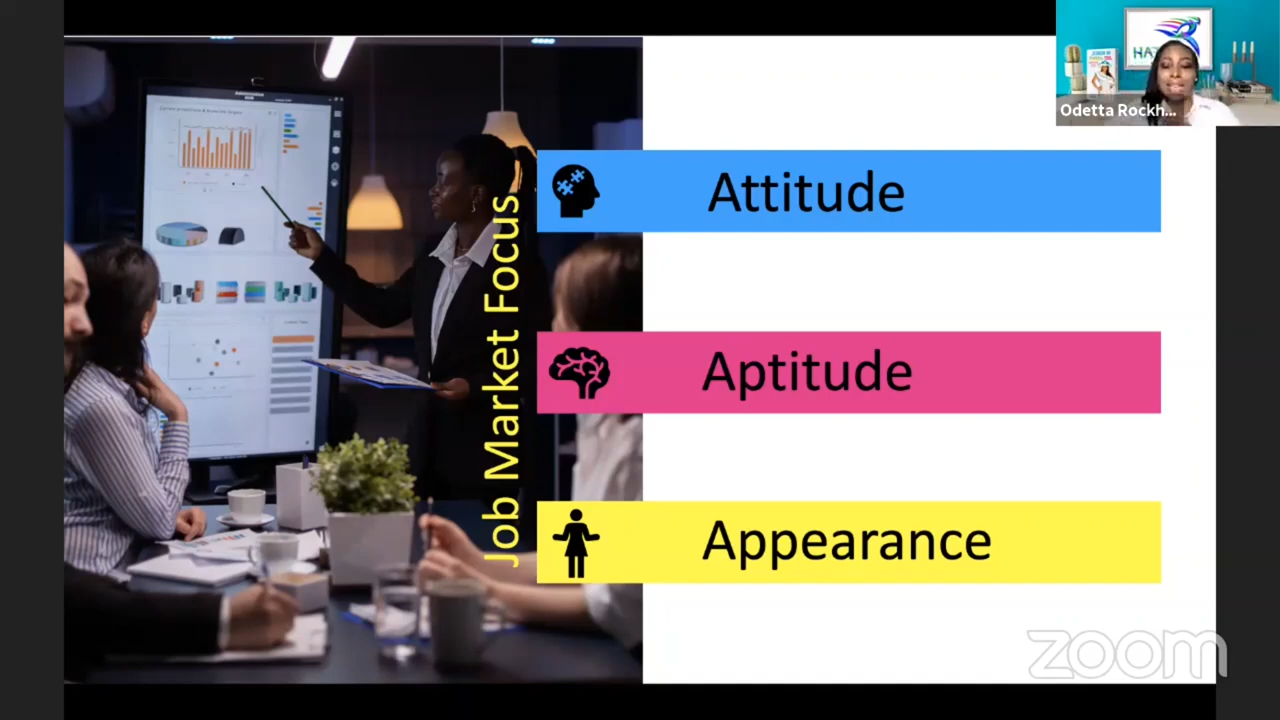 Odetta Rockh...
Attitude
Job Market Focus
Aptitude
Appearance
zoom